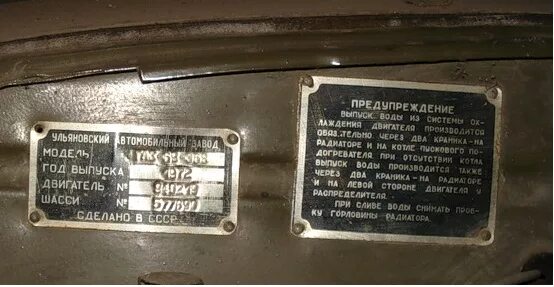 УЛЬЯНОВСКИЙ АВТОМОБИЛЬНЫЙ ЗАВОД
МОДЕЛЬ
ГОД ВЫПУСКА 1972
ДВИГАТЕЛЬ №
ШАССИ №
СДЕЛАНО В СССР
ПРЕДУПРЕЖДЕНИЕ
ВЫПУСК ВОДЫ ИЗ СИСТЕМЫ ОХ-
ЛАЖДЕНИЯ ДВИГАТЕЛЯ ПРОИЗВОДИТСЯ
ОБЯЗАТЕЛЬНО ЧЕРЕЗ ДВА КРАНИКА-НА
РАДИАТОРЕ И НА КОТЛЕ ПУСКОВОГО ПО-
ДОГРЕВАТЕЛЯ. ПРИ ОТСУТСТВИИ КОТЛА
ВЫПУСК ВОДЫ ПРОИЗВОДИТСЯ ТАКЖЕ
ЧЕРЕЗ ДВА КРАНИКА-НА РАДИАТОРЕ
И НА ЛЕВОЙ СТОРОНЕ ДВИГАТЕЛЯ У
РАСПРЕДЕЛИТЕЛЯ.
ПРИ СЛИВЕ ВОДЫ СНИМАТЬ ПРОБ-
КУ ГОРЛОВИНЫ РАДИАТОРА.